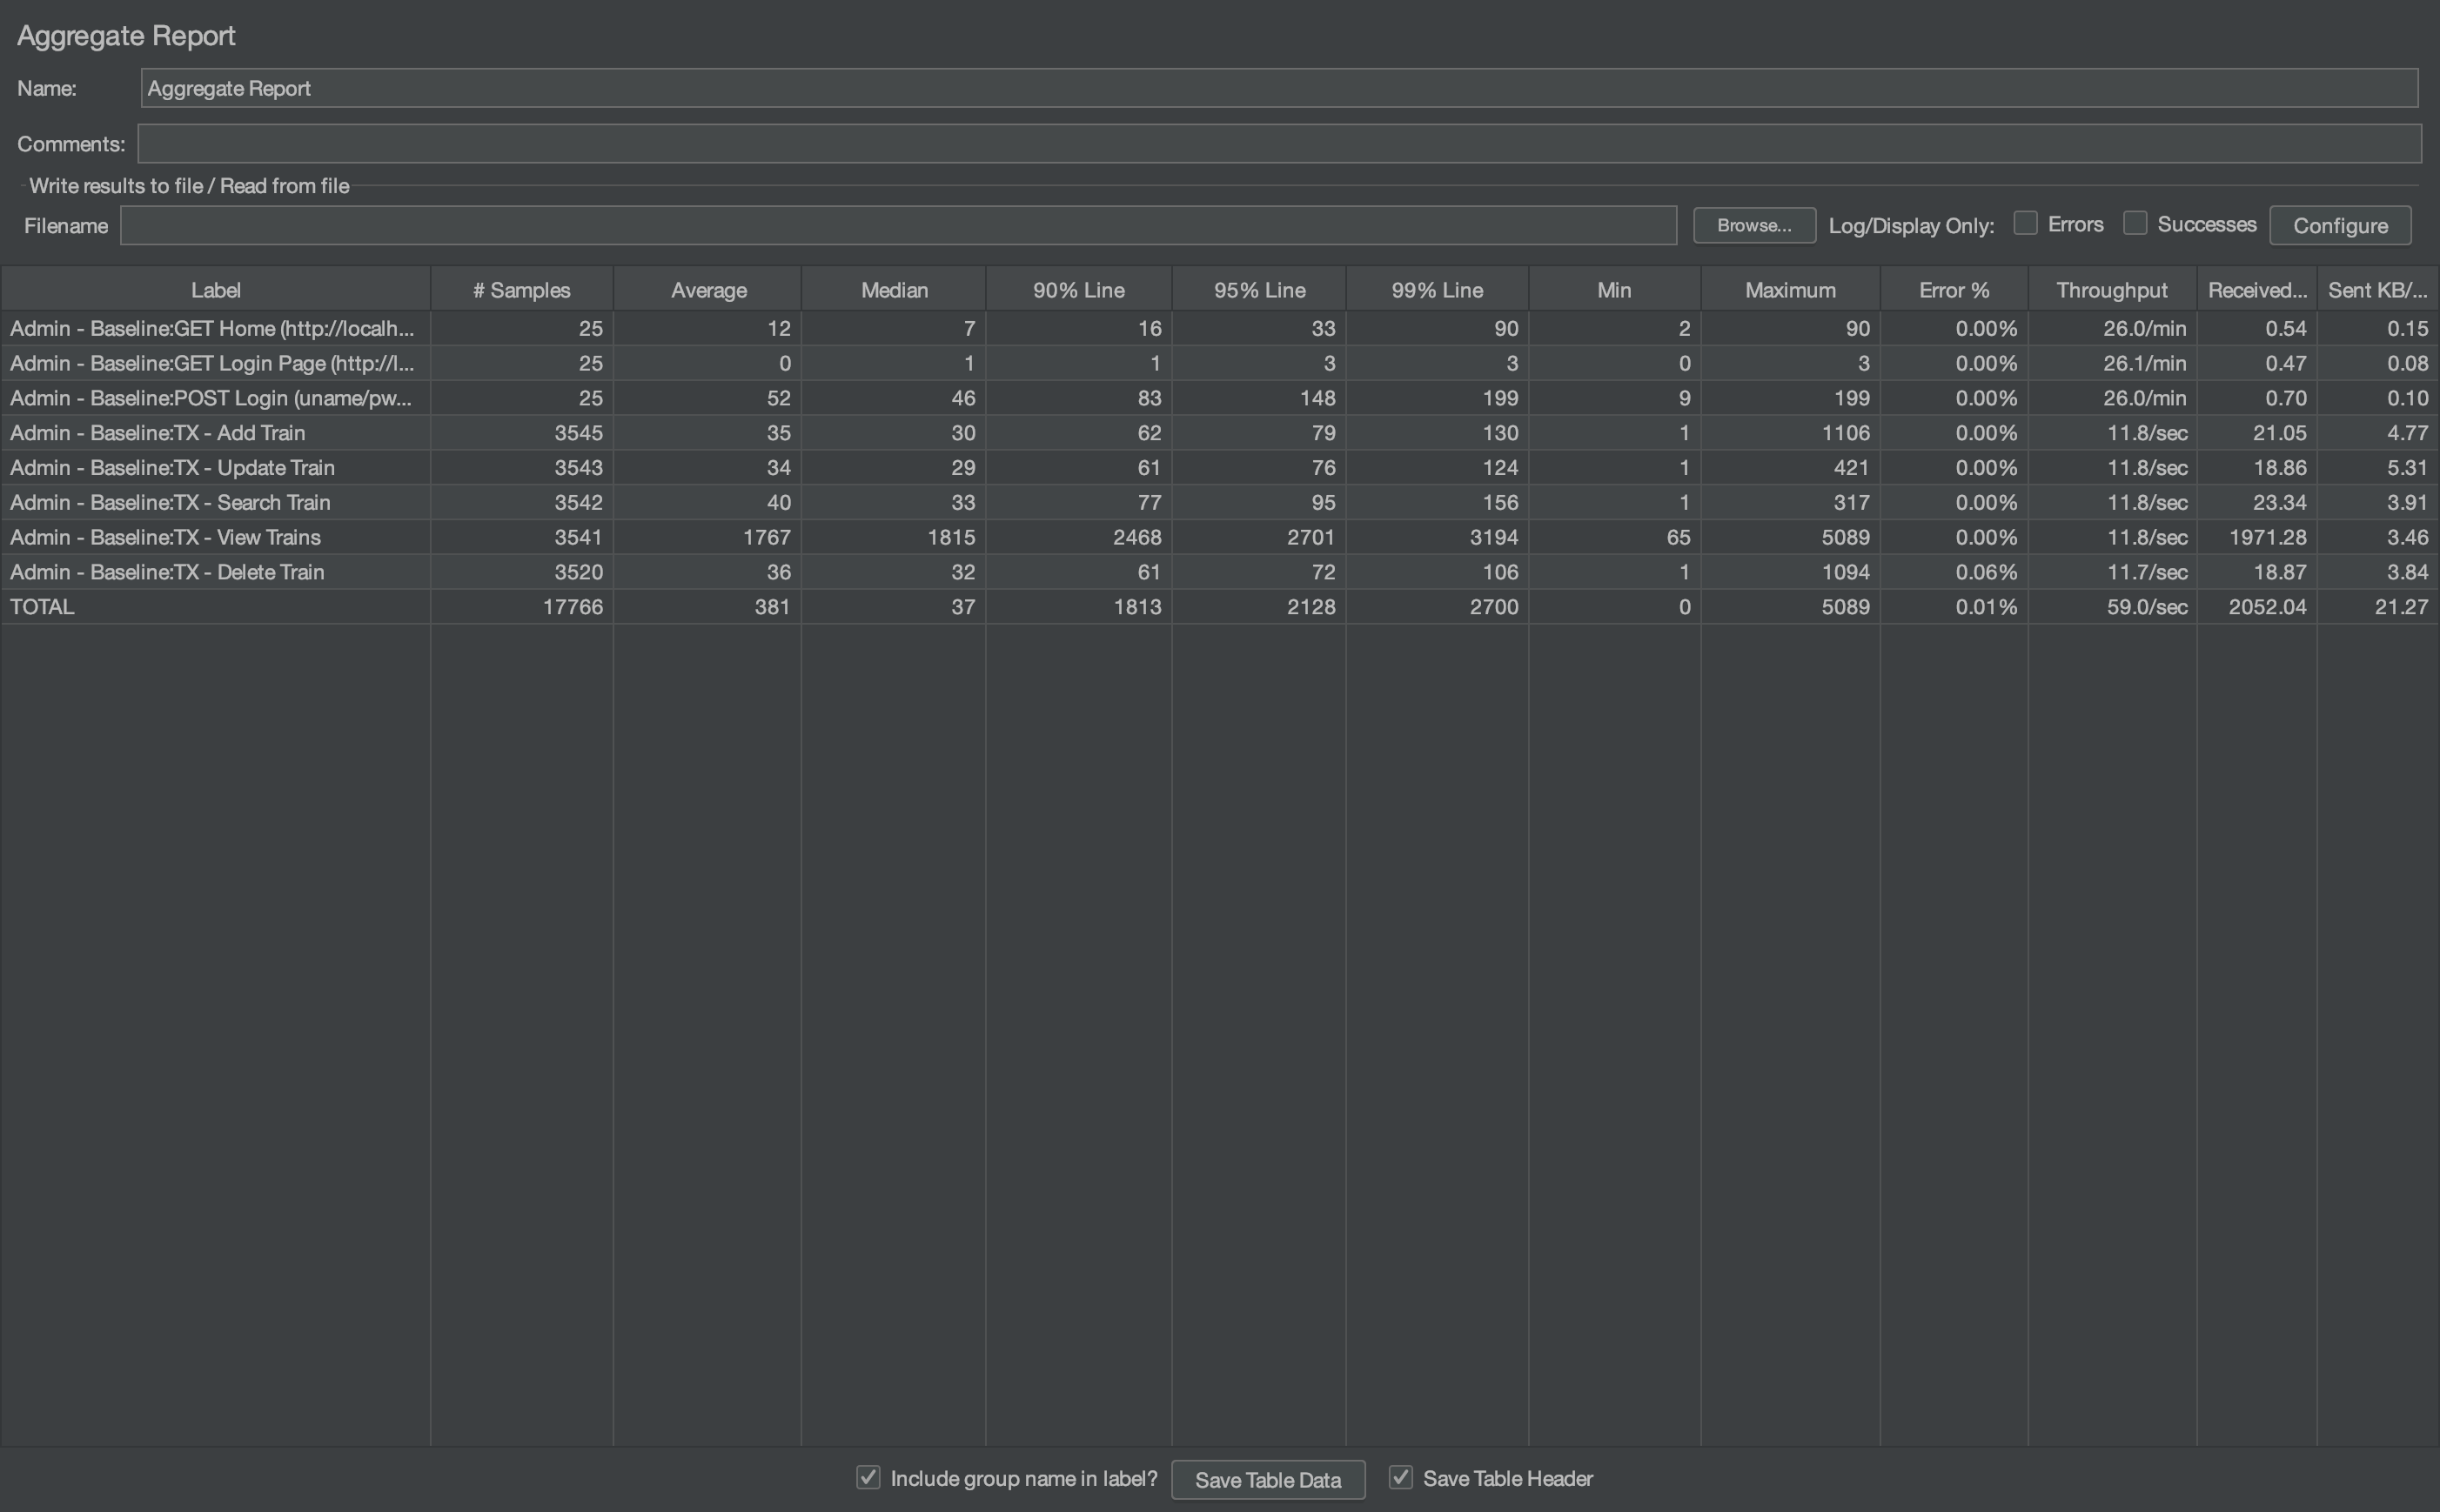 Aggregate Report
Name: Aggregate Report
Comments:
Write results to file / Read from file
Filename Browse... Log/Display Only: Errors Successes Configure
Label # Samples Average Median 90% Line 95% Line 99% Line Min Maximum Error % Throughput Received... Sent KB/...
Admin - Baseline:GET Home (http://localh... 25 12 7 16 33 90 2 90 0.00% 26.0/min 0.54 0.15
Admin - Baseline:GET Login Page (http://l... 25 0 1 1 3 3 0 3 0.00% 26.1/min 0.47 0.08
Admin - Baseline:POST Login (uname/pw... 25 52 46 83 148 199 9 199 0.00% 26.0/min 0.70 0.10
Admin - Baseline:TX - Add Train 3545 35 30 62 79 130 1 1106 0.00% 11.8/sec 21.05 4.77
Admin - Baseline:TX - Update Train 3543 34 29 61 76 124 1 421 0.00% 11.8/sec 18.86 5.31
Admin - Baseline:TX - Search Train 3542 40 33 77 95 156 1 317 0.00% 11.8/sec 23.34 3.91
Admin - Baseline:TX - View Trains 3541 1767 1815 2468 2701 3194 65 5089 0.00% 11.8/sec 1971.28 3.46
Admin - Baseline:TX - Delete Train 3520 36 32 61 72 106 1 1094 0.06% 11.7/sec 18.87 3.84
TOTAL 17766 381 37 1813 2128 2700 0 5089 0.01% 59.0/sec 2052.04 21.27
Include group name in label? Save Table Data Save Table Header